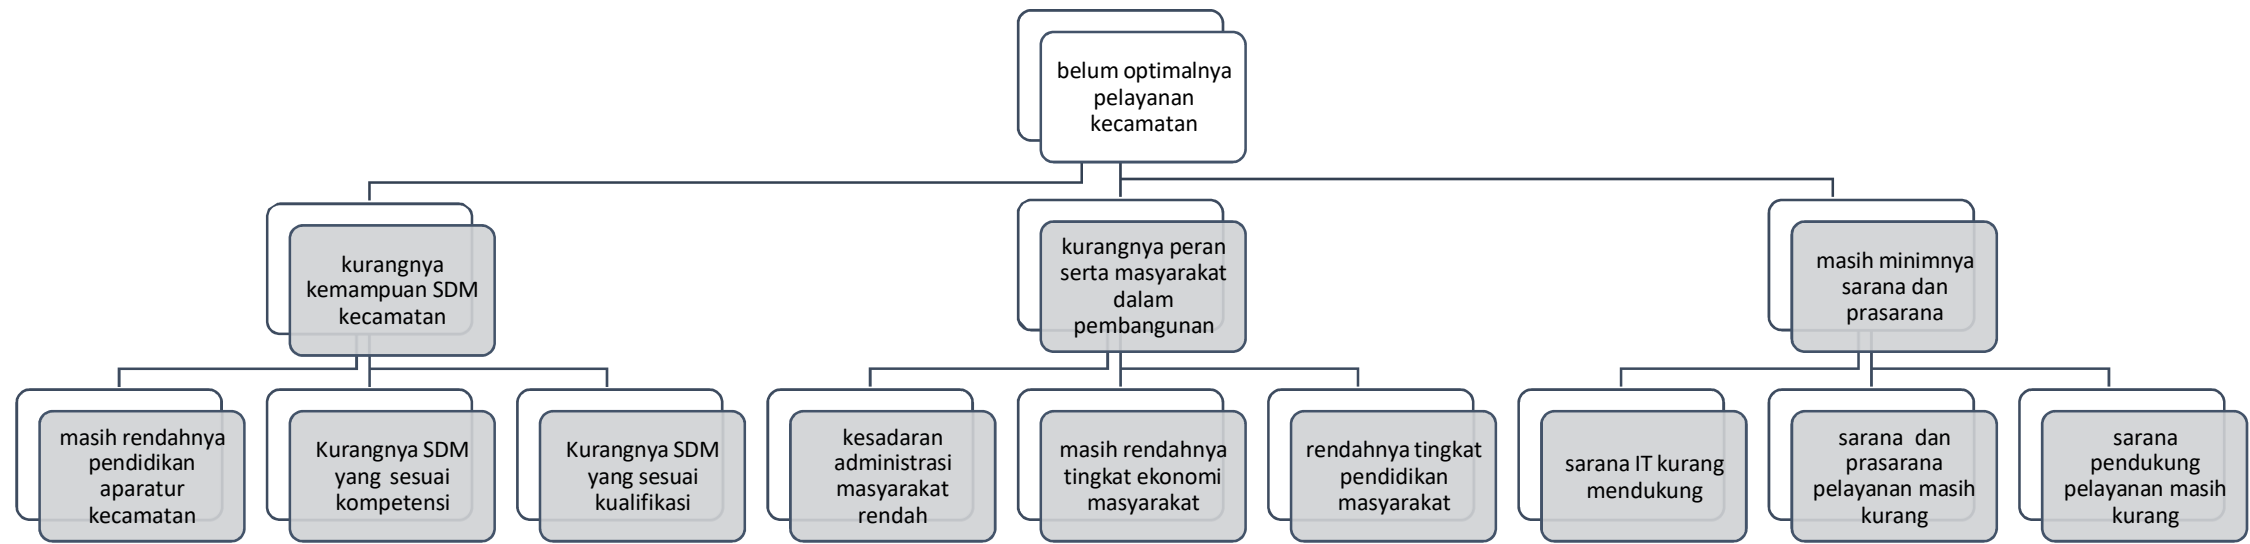 belum optimalnya
pelayanan
kecamatan
kurangnya
kemampuan SDM
kecamatan
kurangnya peran
serta masyarakat
dalam
pembangunan
masih minimnya
sarana dan
prasarana
masih rendahnya
pendidikan
aparatur
kecamatan
Kurangnya SDM
yang  sesuai
kompetensi
Kurangnya SDM
yang sesuai
kualifikasi
kesadaran
administrasi
masyarakat
rendah
masih rendahnya
tingkat ekonomi
masyarakat
rendahnya tingkat
pendidikan
masyarakat
sarana IT kurang
mendukung
sarana  dan
prasarana
pelayanan masih
kurang
sarana
pendukung
pelayanan masih
kurang